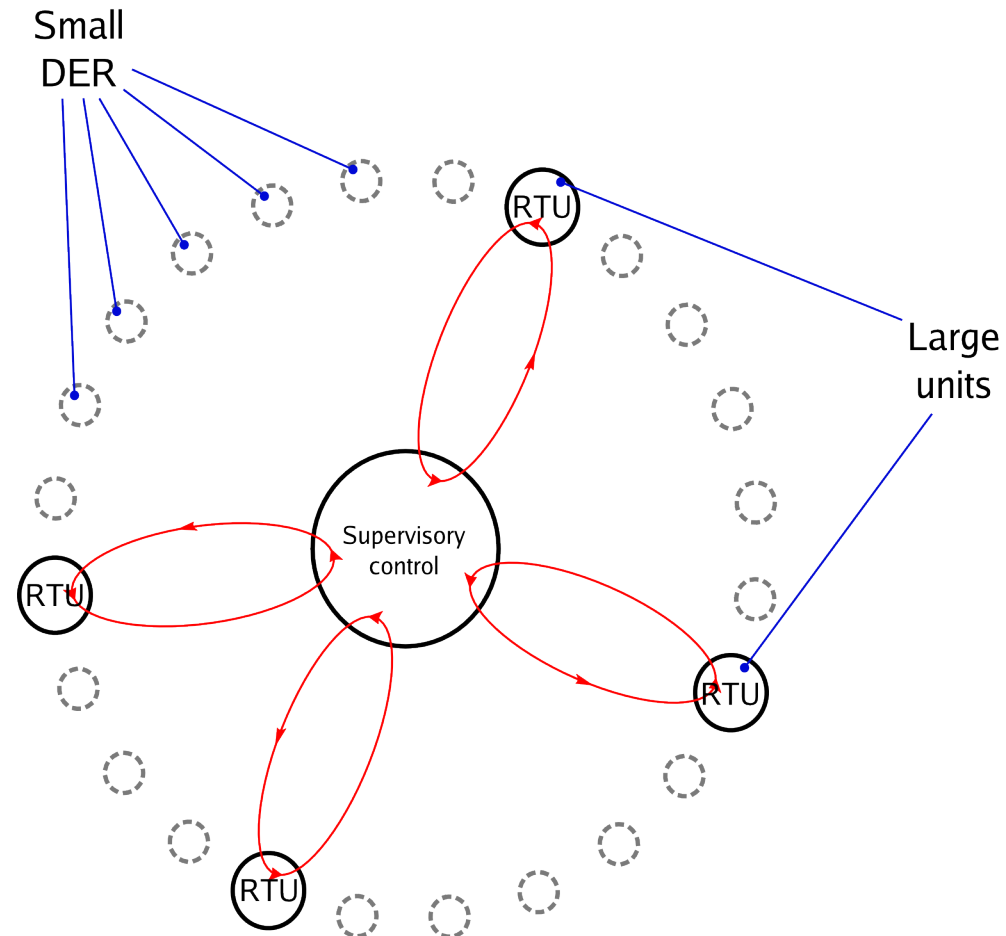 Small
DER
RTU
Large
units
Supervisory
control
RTU
RTU
RTU